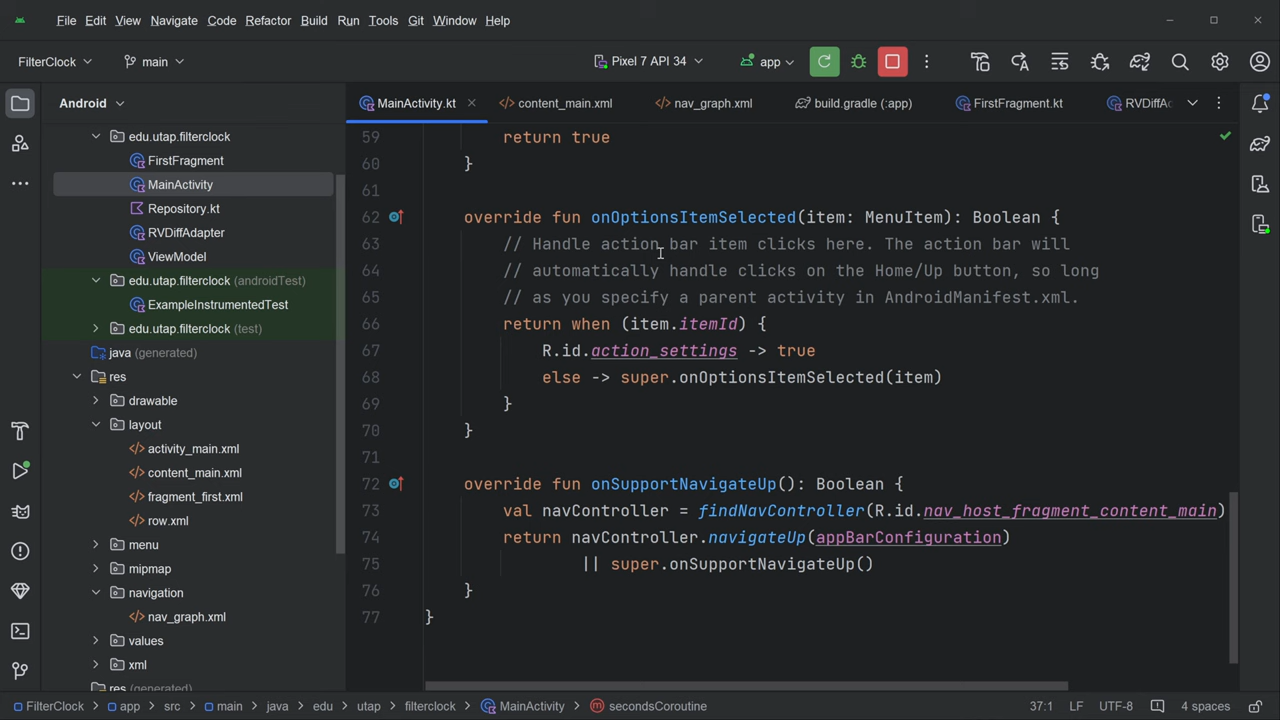 File Edit View Navigate Code Refactor Build Run Tools Git Window Help
FilterClock main Pixel 7 API 34 app
Android
MainActivity.kt content_main.xml nav_graph.xml build.gradle (:app) FirstFragment.kt RVDiffAc
edu.utap.filterclock
FirstFragment
MainActivity
Repository.kt
RVDiffAdapter
ViewModel
edu.utap.filterclock (androidTest)
ExampleInstrumentedTest
edu.utap.filterclock (test)
java (generated)
res
drawable
layout
activity_main.xml
content_main.xml
fragment_first.xml
row.xml
menu
mipmap
navigation
nav_graph.xml
values
xml
res (generated)
59 return true
60 }
61
62 override fun onOptionsItemSelected(item: MenuItem): Boolean {
63 // Handle action bar item clicks here. The action bar will
64 // automatically handle clicks on the Home/Up button, so long
65 // as you specify a parent activity in AndroidManifest.xml.
66 return when (item.itemId) {
67 R.id.action_settings -> true
68 else -> super.onOptionsItemSelected(item)
69 }
70 }
71
72 override fun onSupportNavigateUp(): Boolean {
73 val navController = findNavController(R.id.nav_host_fragment_content_main)
74 return navController.navigateUp(appBarConfiguration)
75 || super.onSupportNavigateUp()
76 }
77 }
FilterClock app src main java edu utap filterclock MainActivity secondsCoroutine 37:1 LF UTF-8 4 spaces